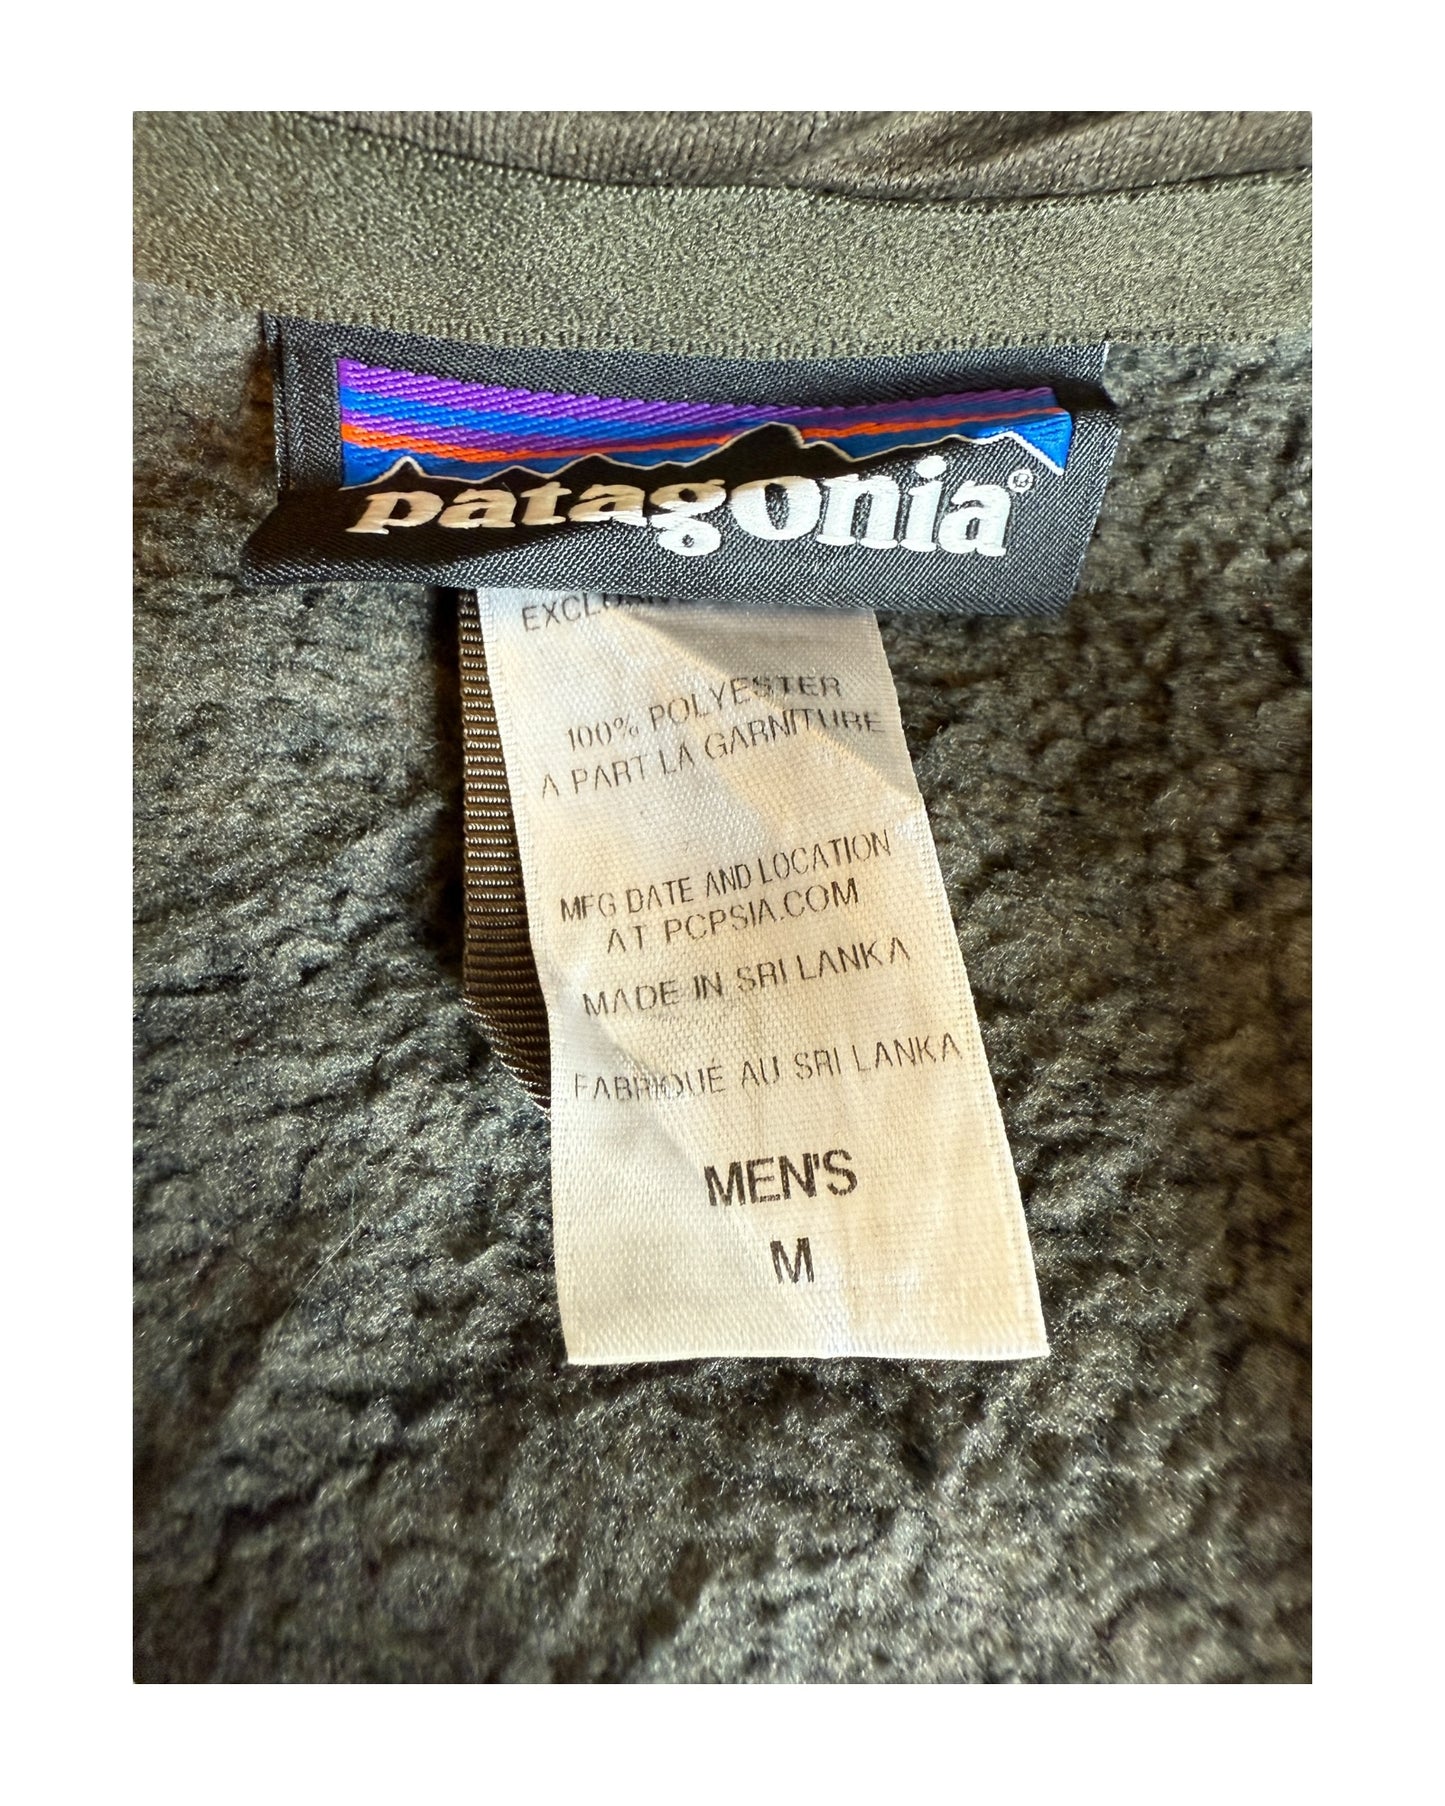 patagonia®
100% POLYESTER
A PART LA GARNITURE
MFG DATE AND LOCATION
AT PCPSIA.COM
MADE IN SRI LANKA
FABRIQUÉ AU SRI LANKA
MEN'S
M